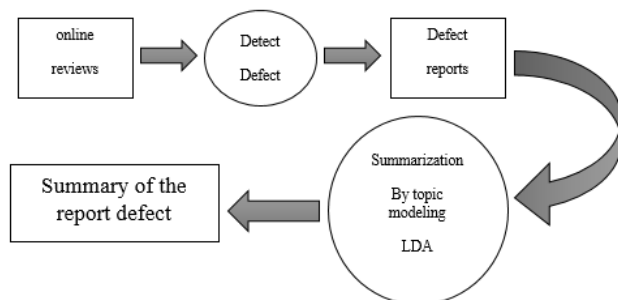 online
reviews
Detect
Defect
Defect
reports
Summarization
By topic
modeling
LDA
Summary of the
report defect